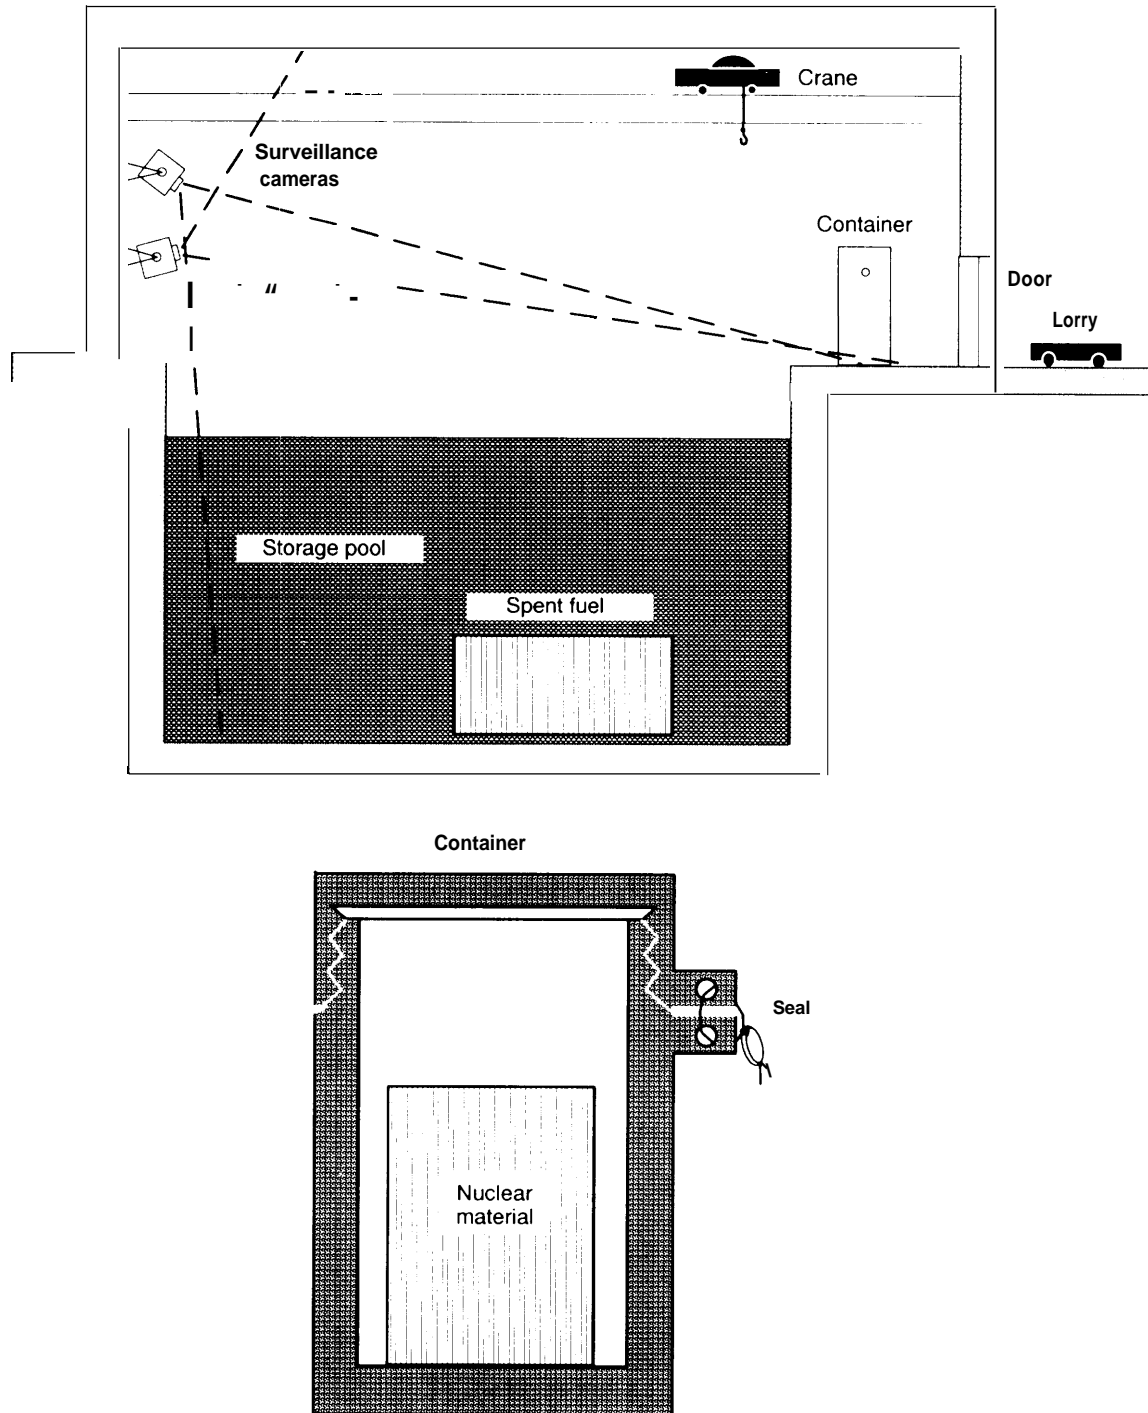 Crane
Surveillance
cameras
Container
Door
Lorry
Storage pool
Spent fuel
Container
Seal
Nuclear
material